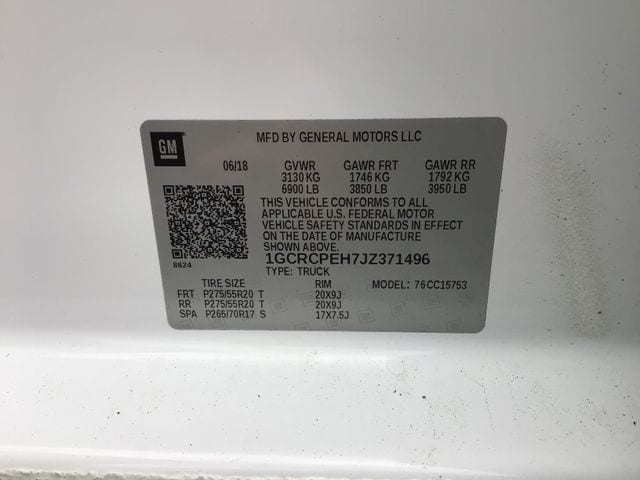 GM
MFD BY GENERAL MOTORS LLC
06/18 GVWR GAWR FRT GAWR RR
3130 KG 1746 KG 1792 KG
6900 LB 3850 LB 3950 LB
THIS VEHICLE CONFORMS TO ALL
APPLICABLE U.S. FEDERAL MOTOR
VEHICLE SAFETY STANDARDS IN EFFECT
ON THE DATE OF MANUFACTURE
SHOWN ABOVE.
8624
1GCRCPEH7JZ371496
TYPE: TRUCK
TIRE SIZE RIM MODEL: 76CC15753
FRT P275/55R20 T 20X9J
RR P275/55R20 T 20X9J
SPA P265/70R17 S 17X7.5J